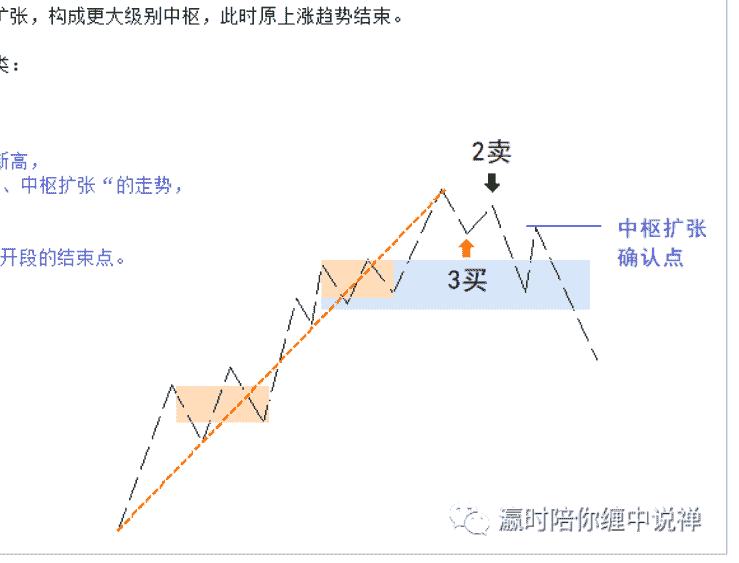 扩张，构成更大级别中枢，此时原上涨趋势结束。
类：
新高，
、中枢扩张“的走势，
开段的结束点。
2卖
3买
中枢扩张
确认点
瀛时陪你缠中说禅